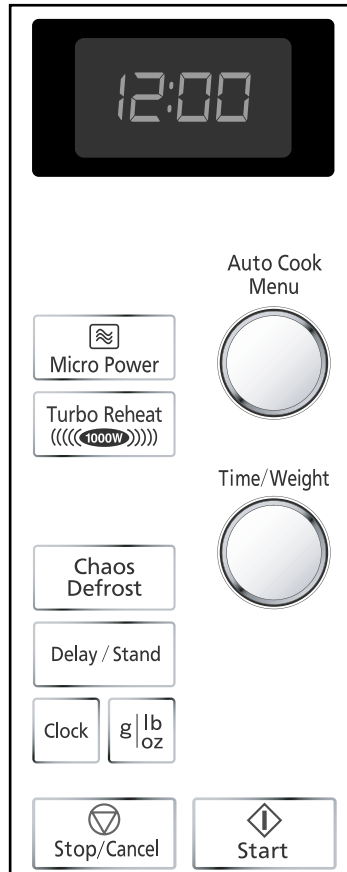 12:00
Auto Cook
Menu
Micro Power
Turbo Reheat
1000W
Time/Weight
Chaos
Defrost
Delay / Stand
Clock
g lb
oz
Stop/Cancel
Start